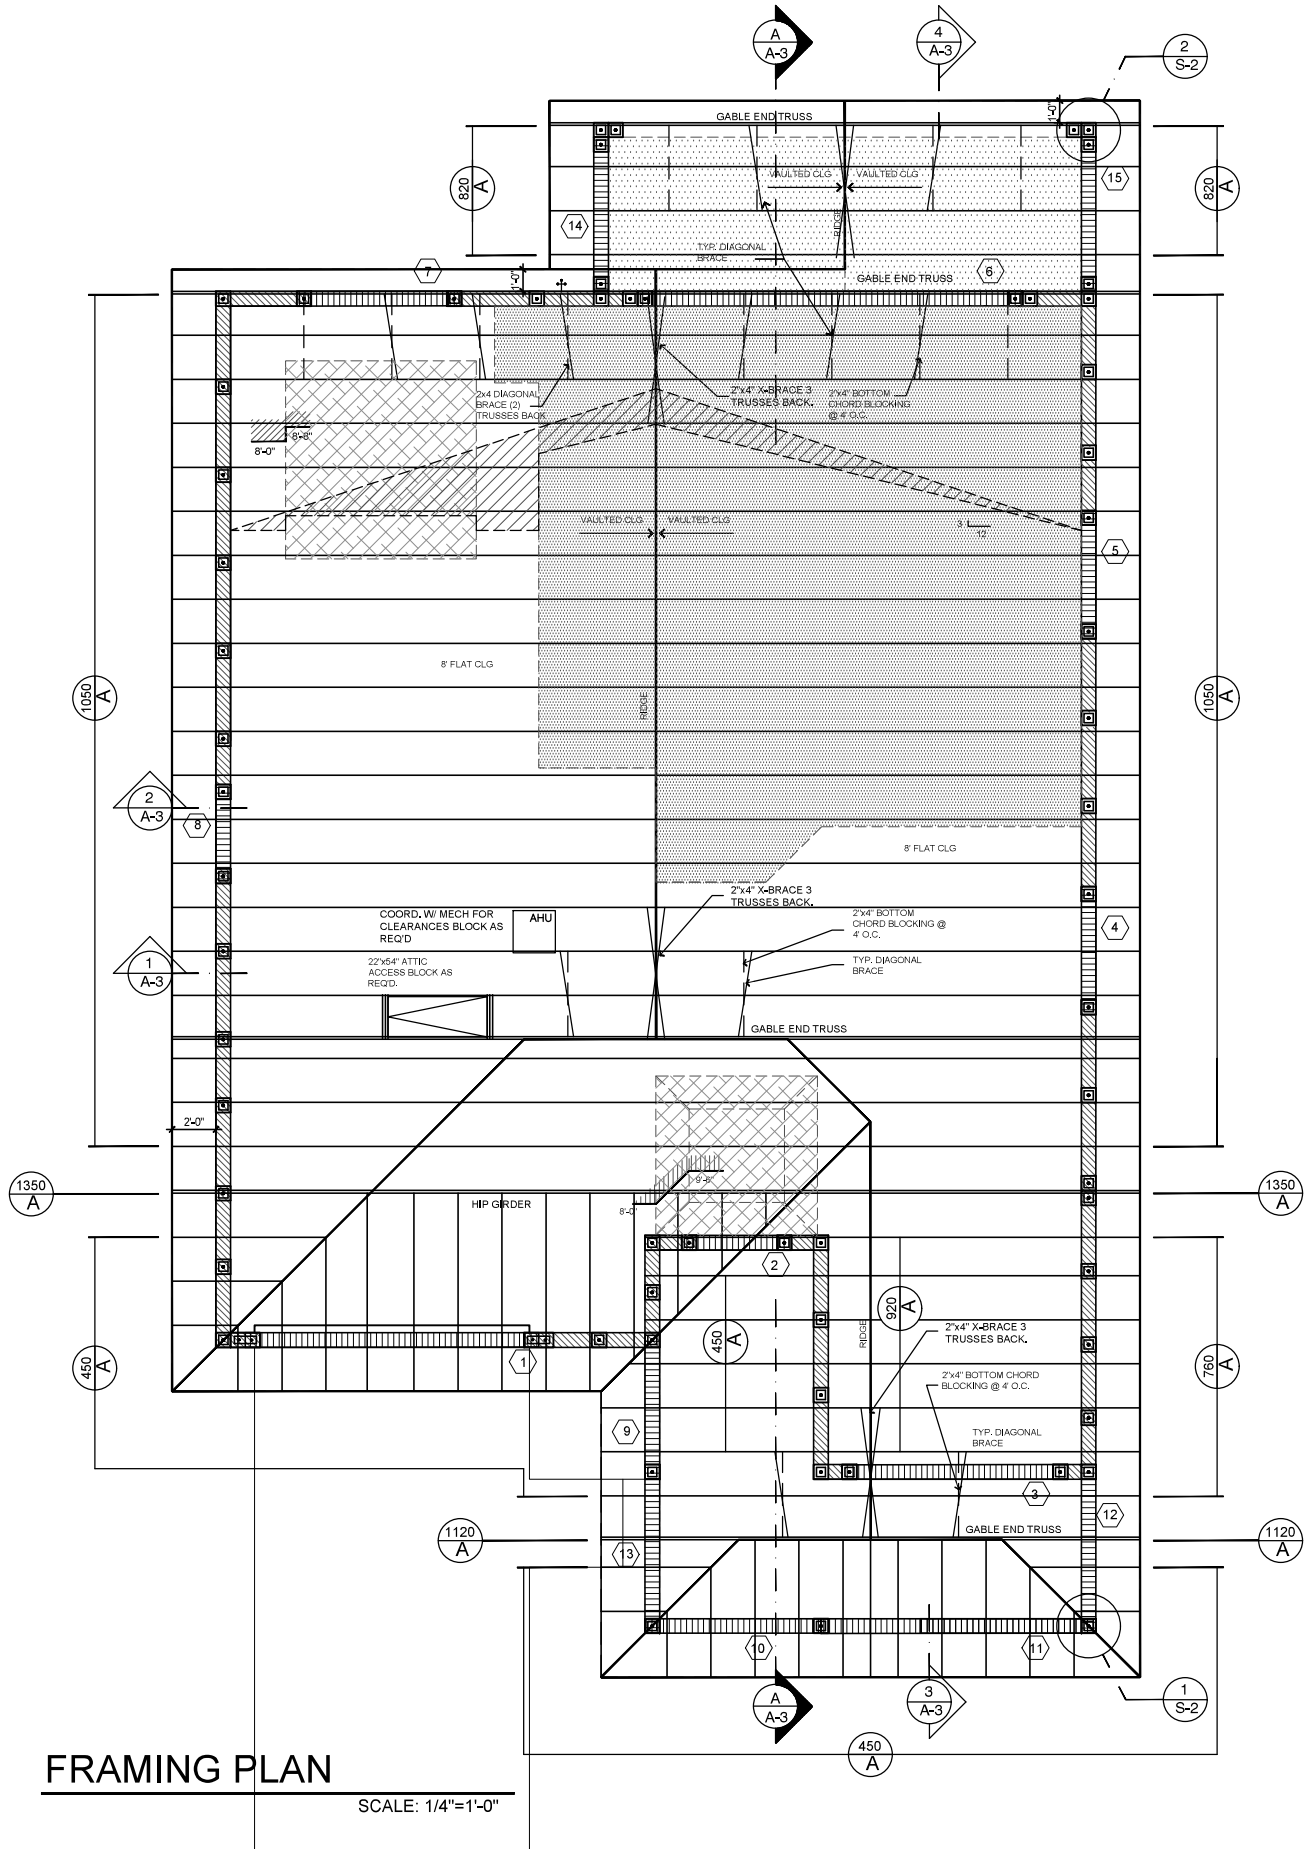 A
A-3
4
A-3
2
S-2
GABLE END TRUSS
1'-0"
820
A
820
A
15
VAULTED CLG
VAULTED CLG
14
RIDGE
TYP. DIAGONAL
BRACE
7
1'-0"
6
GABLE END TRUSS
2x4 DIAGONAL
BRACE (2)
TRUSSES BACK
2"x4" X-BRACE 3
TRUSSES BACK.
2"x4" BOTTOM
CHORD BLOCKING
@ 4' O.C.
8'-8"
8'-0"
VAULTED CLG
VAULTED CLG
3
12
5
8' FLAT CLG
RIDGE
1050
A
1050
A
2
A-3
8
8' FLAT CLG
2"x4" X-BRACE 3
TRUSSES BACK.
COORD. W/ MECH FOR
CLEARANCES BLOCK AS
REQ'D
AHU
2"x4" BOTTOM
CHORD BLOCKING @
4' O.C.
4
1
A-3
22"x54" ATTIC
ACCESS BLOCK AS
REQ'D.
TYP. DIAGONAL
BRACE
GABLE END TRUSS
2'-0"
1350
A
HIP GIRDER
9'-6"
8'-0"
1350
A
2
920
A
450
A
RIDGE
2"x4" X-BRACE 3
TRUSSES BACK.
450
A
1
760
A
2"x4" BOTTOM CHORD
BLOCKING @ 4' O.C.
9
TYP. DIAGONAL
BRACE
3
12
GABLE END TRUSS
1120
A
13
1120
A
10
11
A
A-3
3
A-3
1
S-2
450
A
FRAMING PLAN
SCALE: 1/4"=1'-0"